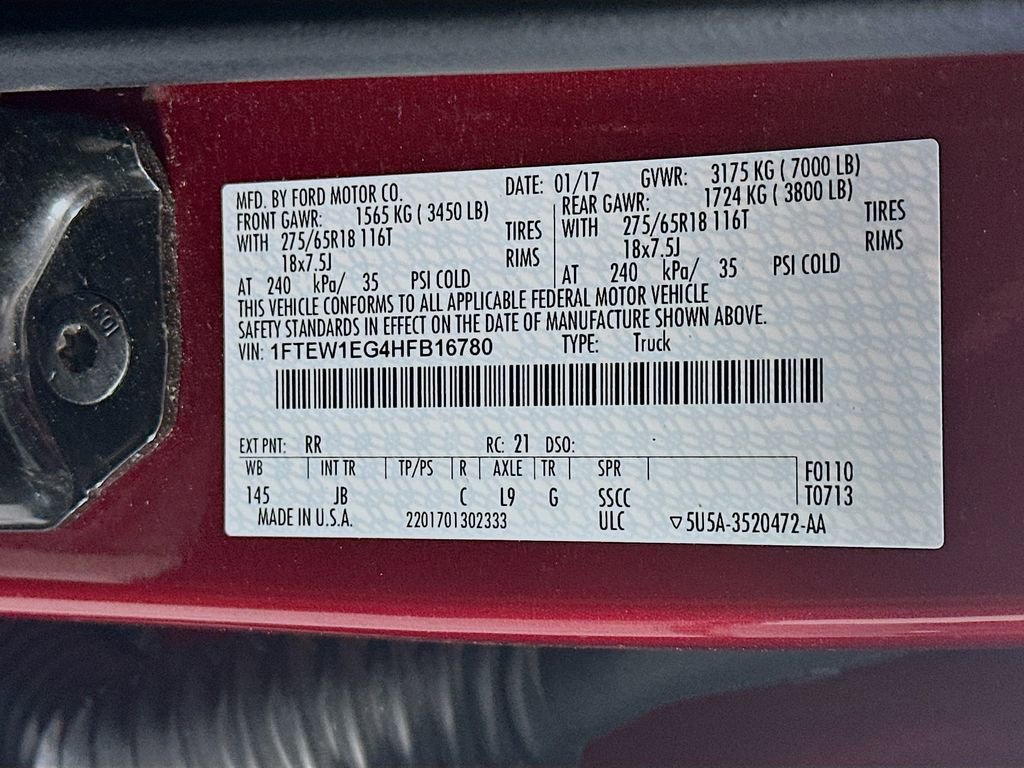 MFD. BY FORD MOTOR CO. DATE: 01/17 GVWR: 3175 KG ( 7000 LB)
FRONT GAWR: 1565 KG ( 3450 LB) REAR GAWR: 1724 KG ( 3800 LB)
WITH 275/65R18 116T TIRES WITH 275/65R18 116T TIRES
18x7.5J RIMS 18x7.5J RIMS
AT 240 kPa/ 35 PSI COLD AT 240 kPa/ 35 PSI COLD
THIS VEHICLE CONFORMS TO ALL APPLICABLE FEDERAL MOTOR VEHICLE
SAFETY STANDARDS IN EFFECT ON THE DATE OF MANUFACTURE SHOWN ABOVE.
VIN: 1FTEW1EG4HFB16780 TYPE: Truck
EXT PNT: RR RC: 21 DSO:
WB INT TR TP/PS R AXLE TR SPR F0110
145 JB C L9 G SSCC T0713
MADE IN U.S.A. 2201701302333 ULC ▽5U5A-3520472-AA